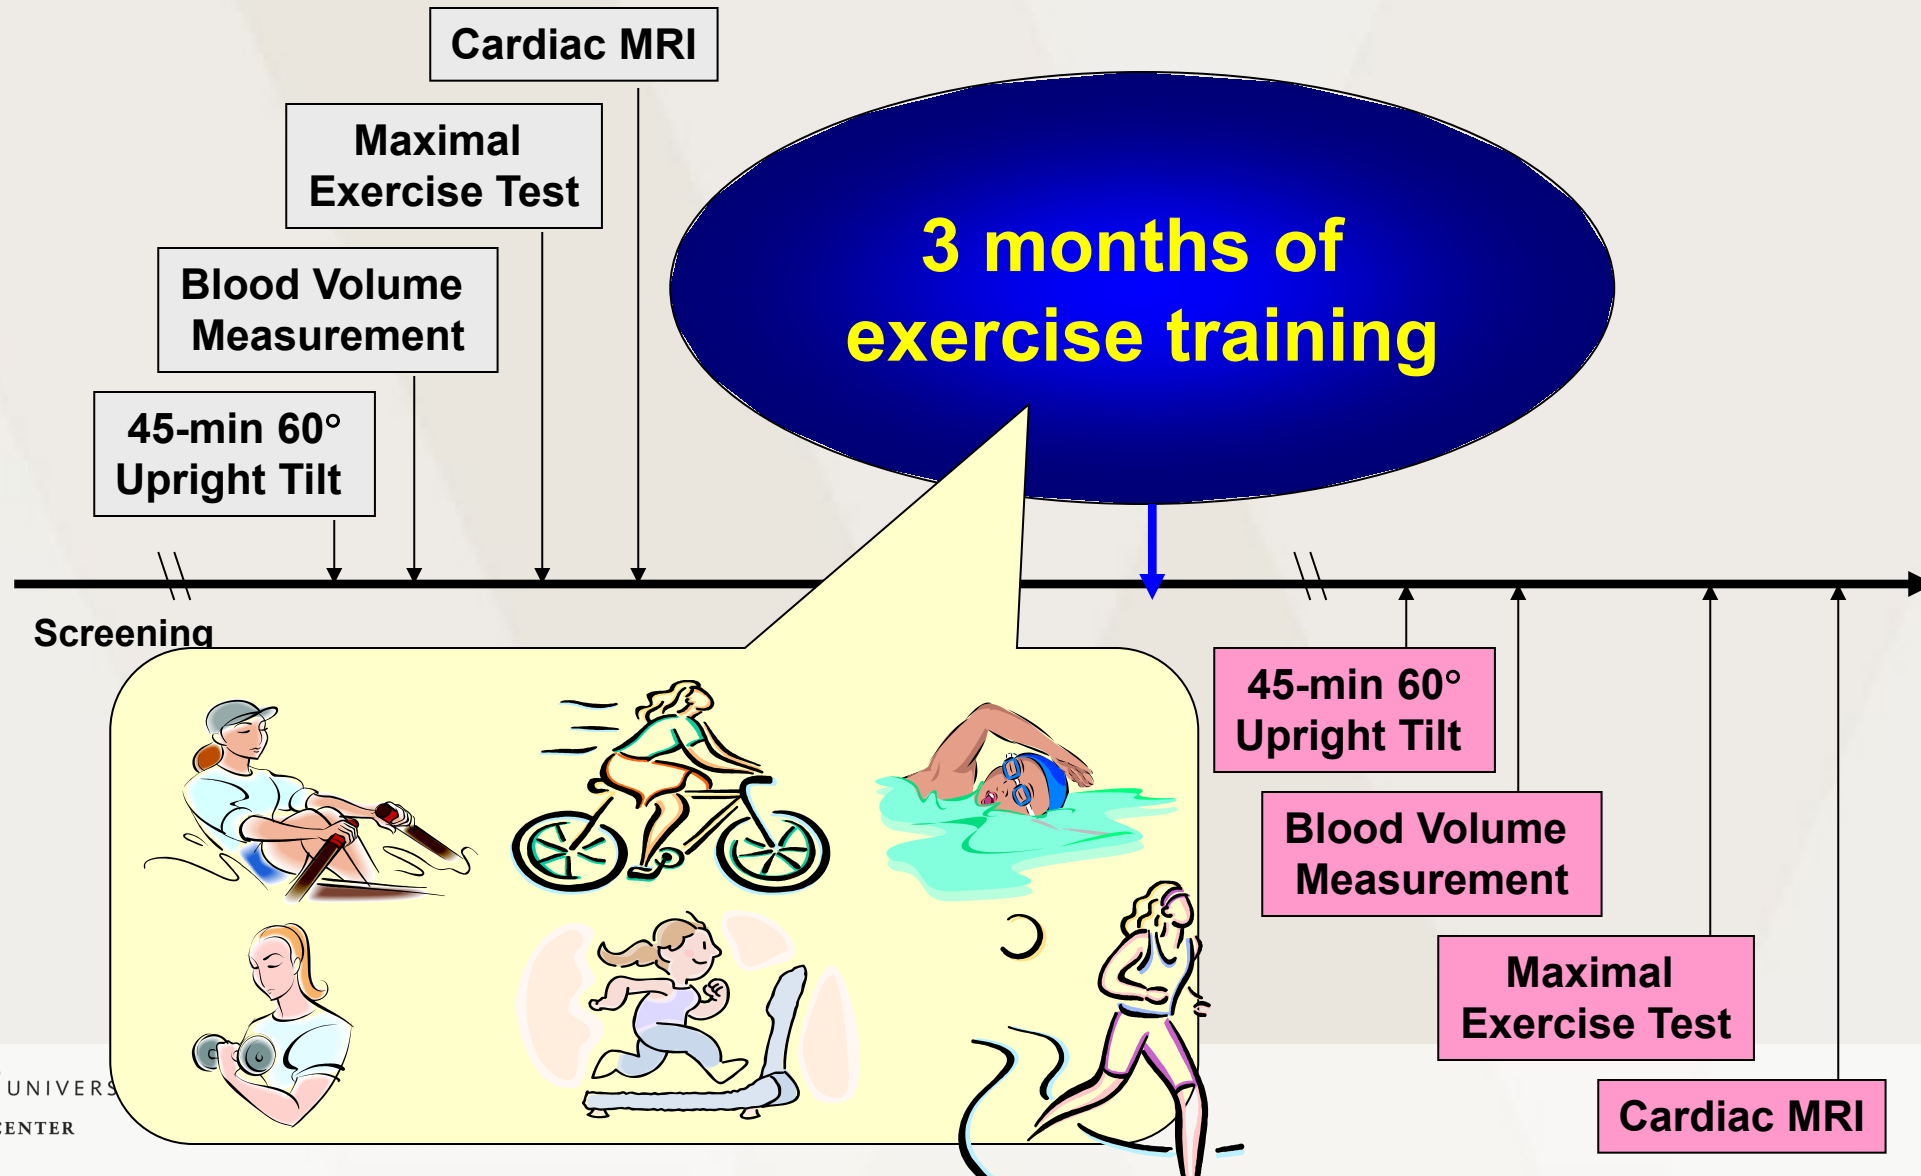 Cardiac MRI
Maximal
Exercise Test
Blood Volume
Measurement
45-min 60°
Upright Tilt
3 months of
exercise training
Screening
45-min 60°
Upright Tilt
Blood Volume
Measurement
Maximal
Exercise Test
Cardiac MRI
UNIVERS
CENTER